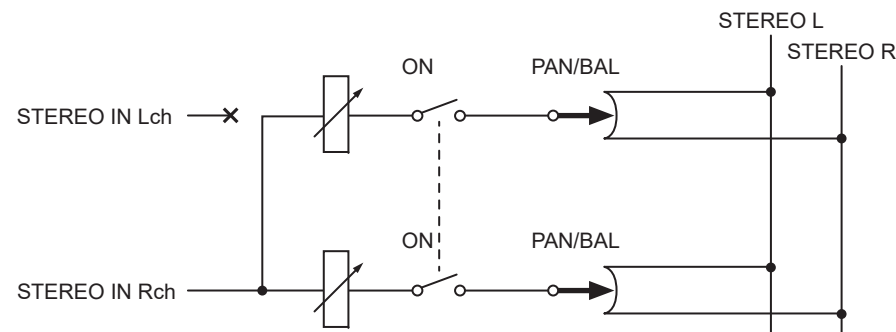 STEREO L
STEREO R
ON
PAN/BAL
STEREO IN Lch
ON
PAN/BAL
STEREO IN Rch